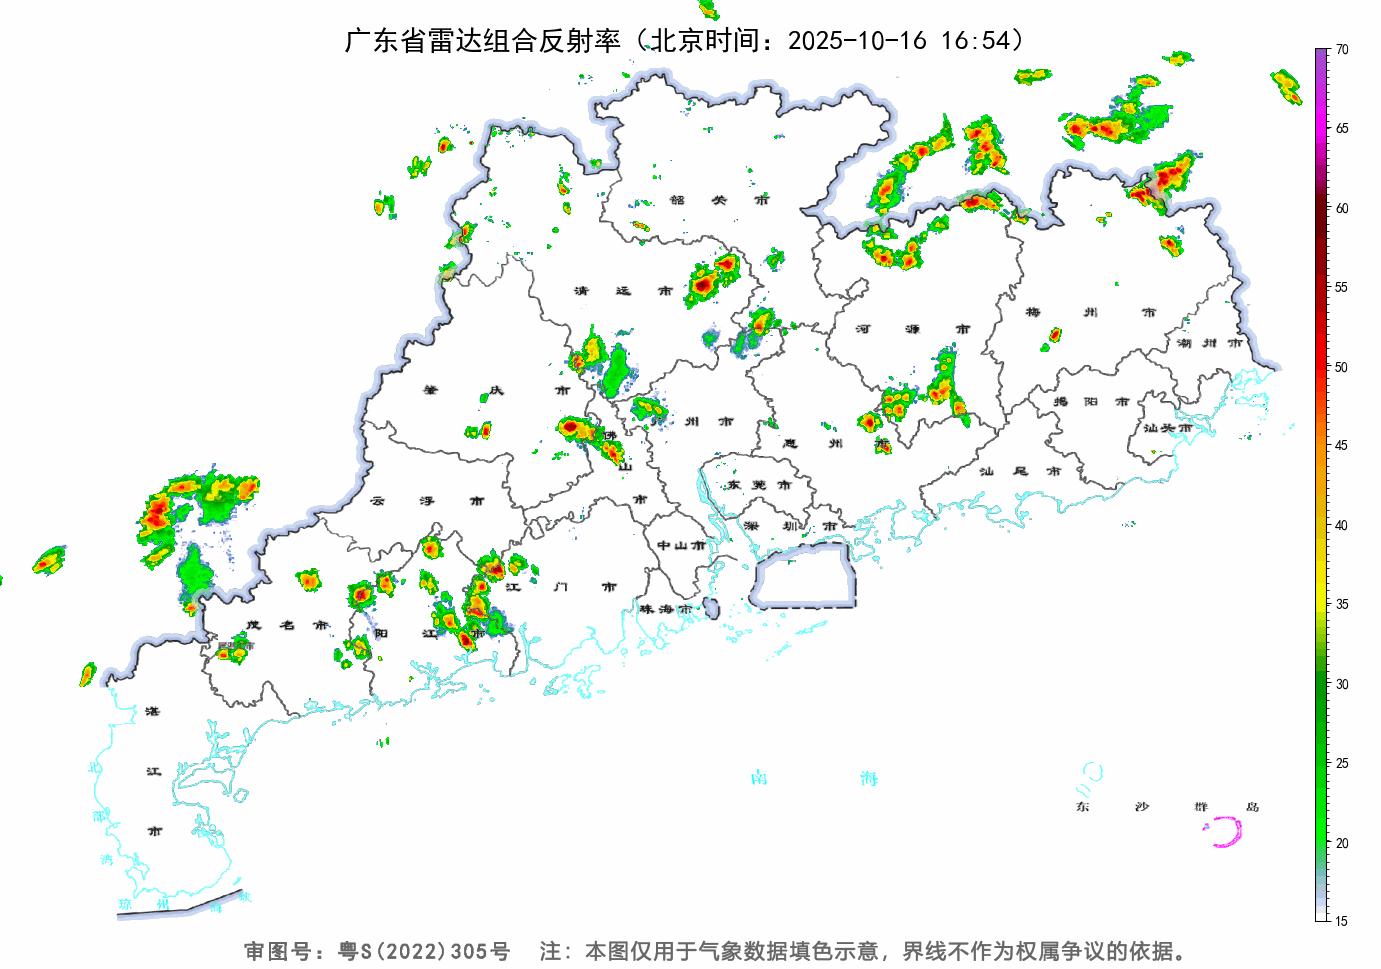 广东省雷达组合反射率（北京时间：2025-10-16 16:54）
70
65
60
55
50
45
40
35
30
25
20
15
韶关市
清远市
河源市
梅州市
潮州市
肇庆市
州市
惠州市
揭阳市
汕头市
佛山市
云浮市
东莞市
汕尾市
深圳市
中山市
江门市
珠海市
茂名市
阳江市
湛江市
北部湾
琼州海峡
南海
东沙群岛
审图号：粤S(2022)305号 注：本图仅用于气象数据填色示意，界线不作为权属争议的依据。